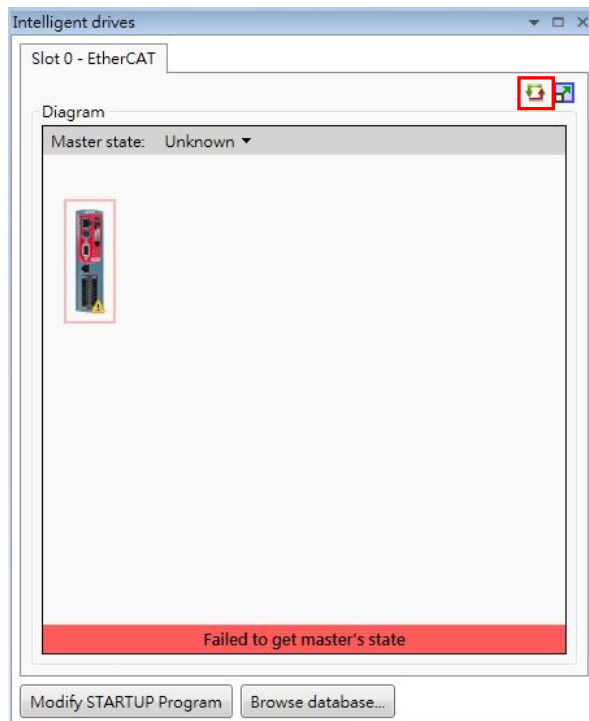 Intelligent drives
Slot 0 - EtherCAT
Diagram
Master state: Unknown
Failed to get master's state
Modify STARTUP Program
Browse database...